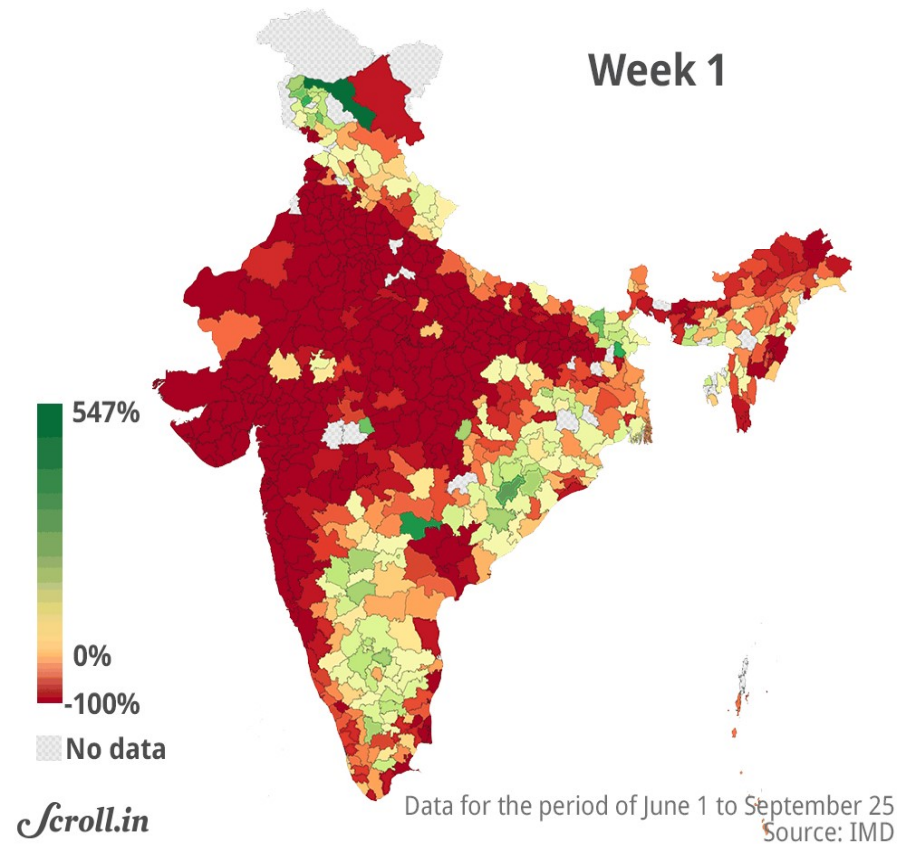 Week 1
547%
0%
-100%
No data
Scroll.in
Data for the period of June 1 to September 25
Source: IMD